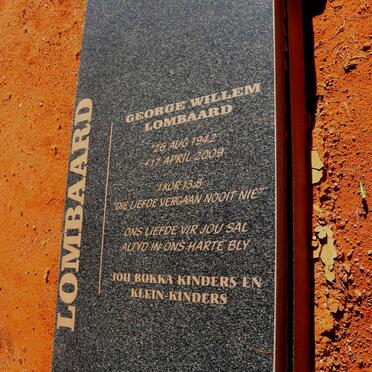 LOMBAARD
GEORGE WILLEM
LOMBAARD
*26 AUG 1942
+17 APRIL 2009
1 KOR 13:8
"DIE LIEFDE VERGAAN NOOIT NIE"
ONS LIEFDE VIR JOU SAL
ALTYD IN ONS HARTE BLY
JOU BOKKA KINDERS EN
KLEIN-KINDERS